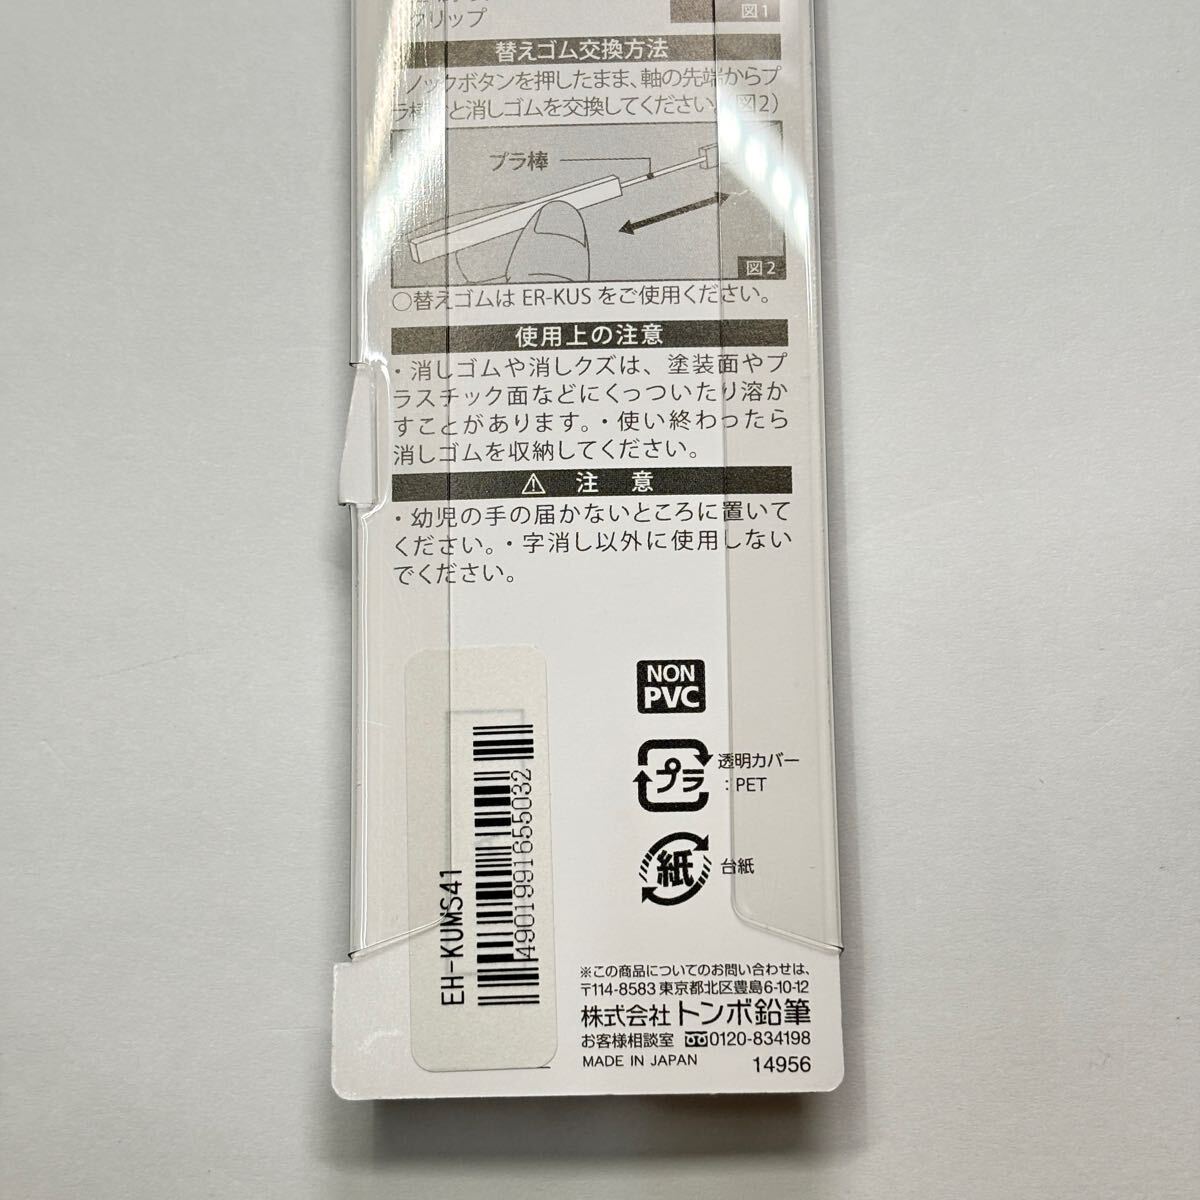 クリップ
図1
替えゴム交換方法
ノックボタンを押したまま、軸の先端からプ
ラ棒ごと消しゴムを交換してください。(図2)
プラ棒
図2
○替えゴムは ER-KUS をご使用ください。
使用上の注意
・消しゴムや消しクズは、塗装面やプ
ラスチック面などにくっついたり溶か
すことがあります。・使い終わったら
消しゴムを収納してください。
⚠ 注 意
・幼児の手の届かないところに置いて
ください。・字消し以外に使用しない
でください。
NON
PVC
プラ
透明カバー
: PET
紙
台紙
EH-KUMS41
4901991655032
※この商品についてのお問い合わせは、
〒114-8583 東京都北区豊島6-10-12
株式会社トンボ鉛筆
お客様相談室 0120-834198
MADE IN JAPAN 14956